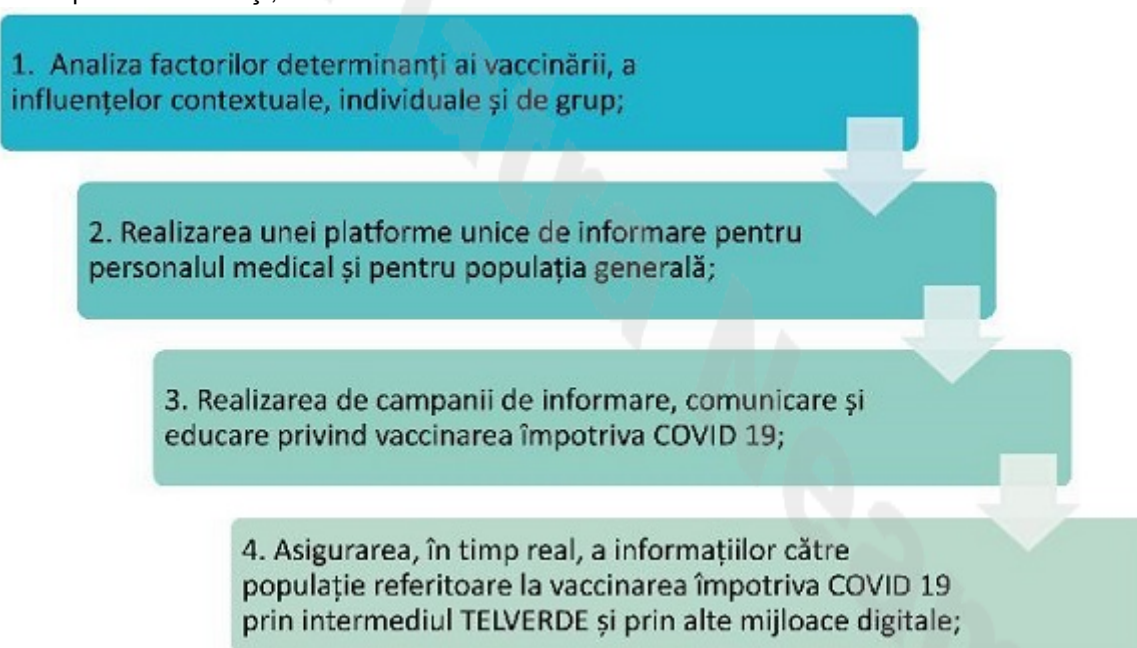 1. Analiza factorilor determinanți ai vaccinării, a
influențelor contextuale, individuale și de grup;
2. Realizarea unei platforme unice de informare pentru
personalul medical și pentru populația generală;
3. Realizarea de campanii de informare, comunicare și
educare privind vaccinarea împotriva COVID 19;
4. Asigurarea, în timp real, a informațiilor către
populație referitoare la vaccinarea împotriva COVID 19
prin intermediul TELVERDE și prin alte mijloace digitale;